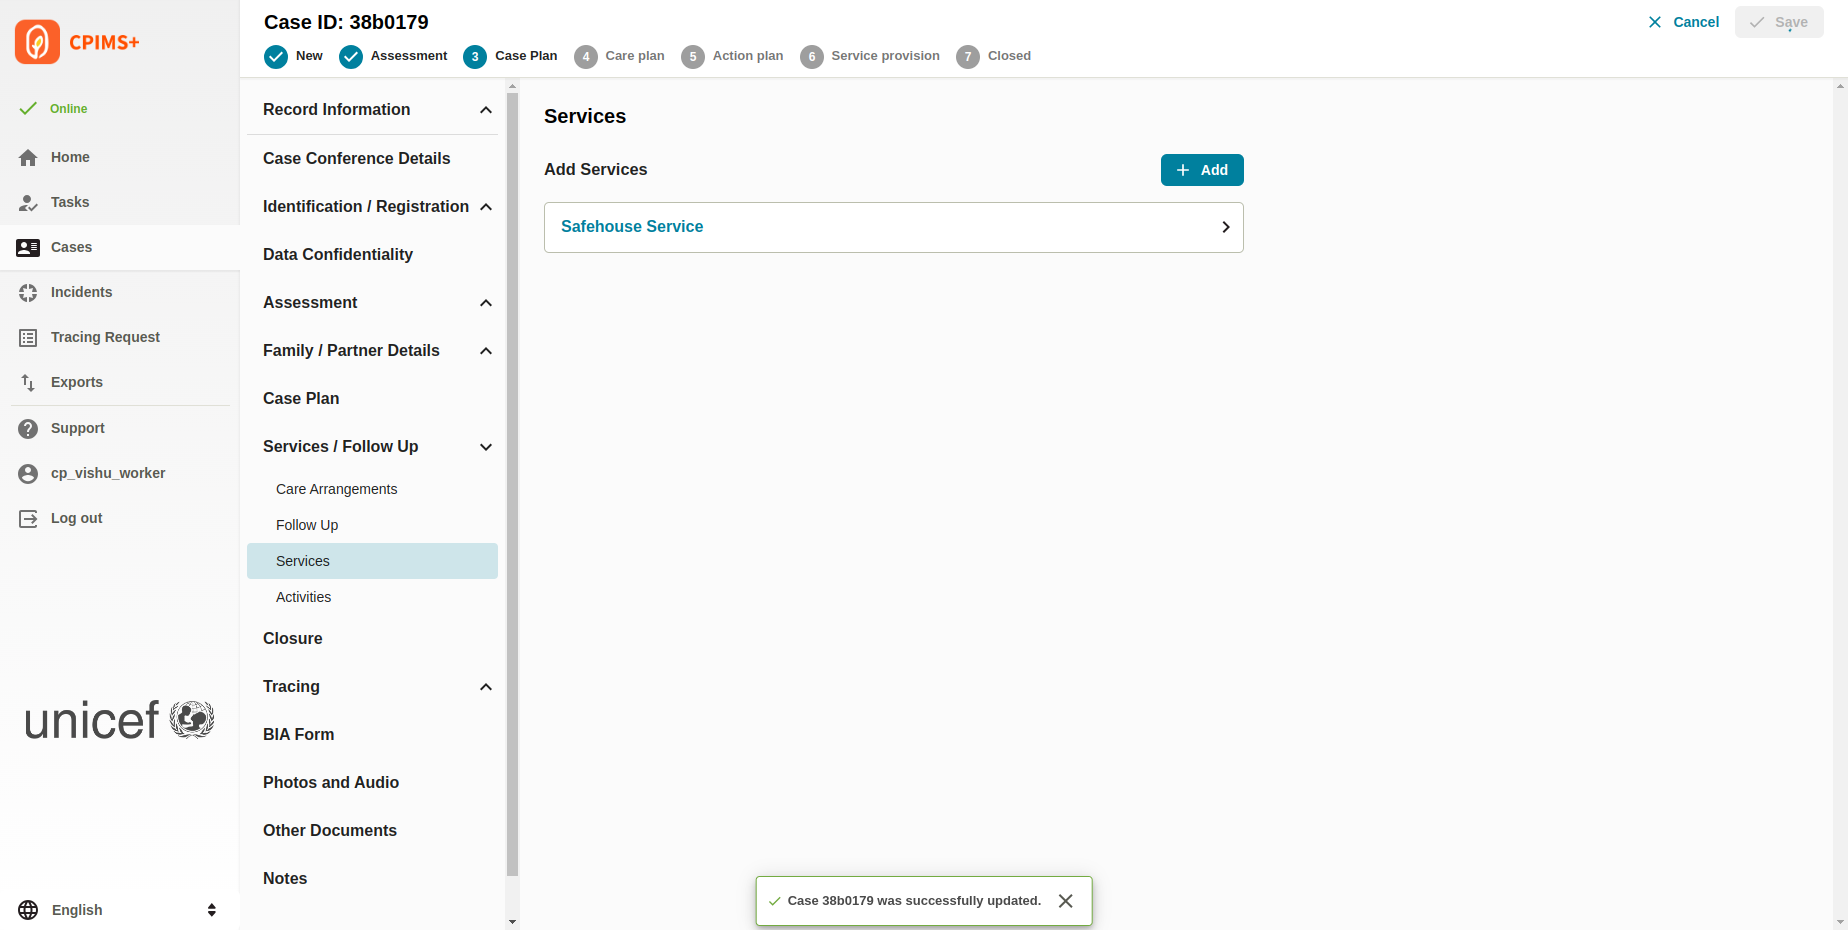 CPIMS+
Online
Home
Tasks
Cases
Incidents
Tracing Request
Exports
Support
cp_vishu_worker
Log out
unicef
English
Case ID: 38b0179
Cancel
Save
New
Assessment
3 Case Plan
4 Care plan
5 Action plan
6 Service provision
7 Closed
Record Information
Case Conference Details
Identification / Registration
Data Confidentiality
Assessment
Family / Partner Details
Case Plan
Services / Follow Up
Care Arrangements
Follow Up
Services
Activities
Closure
Tracing
BIA Form
Photos and Audio
Other Documents
Notes
Services
Add Services
Add
Safehouse Service
Case 38b0179 was successfully updated.